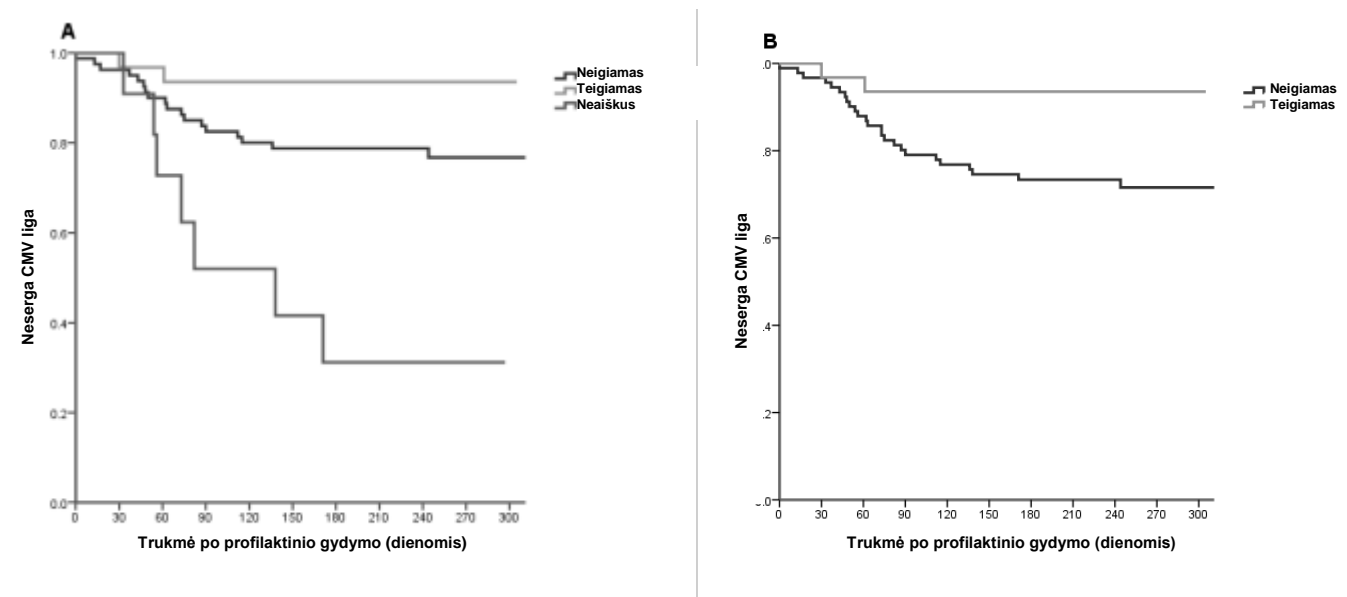 A
1.0
0.8
0.6
0.4
0.2
0.0
0 30 60 90 120 150 180 210 240 270 300
Neserga CMV liga
Trukmė po profilaktinio gydymo (dienomis)
Neigiamas
Teigiamas
Neaiškus
B
.0
.8
.6
.4
.2
.0
0 30 60 90 120 150 180 210 240 270 300
Neserga CMV liga
Trukmė po profilaktinio gydymo (dienomis)
Neigiamas
Teigiamas